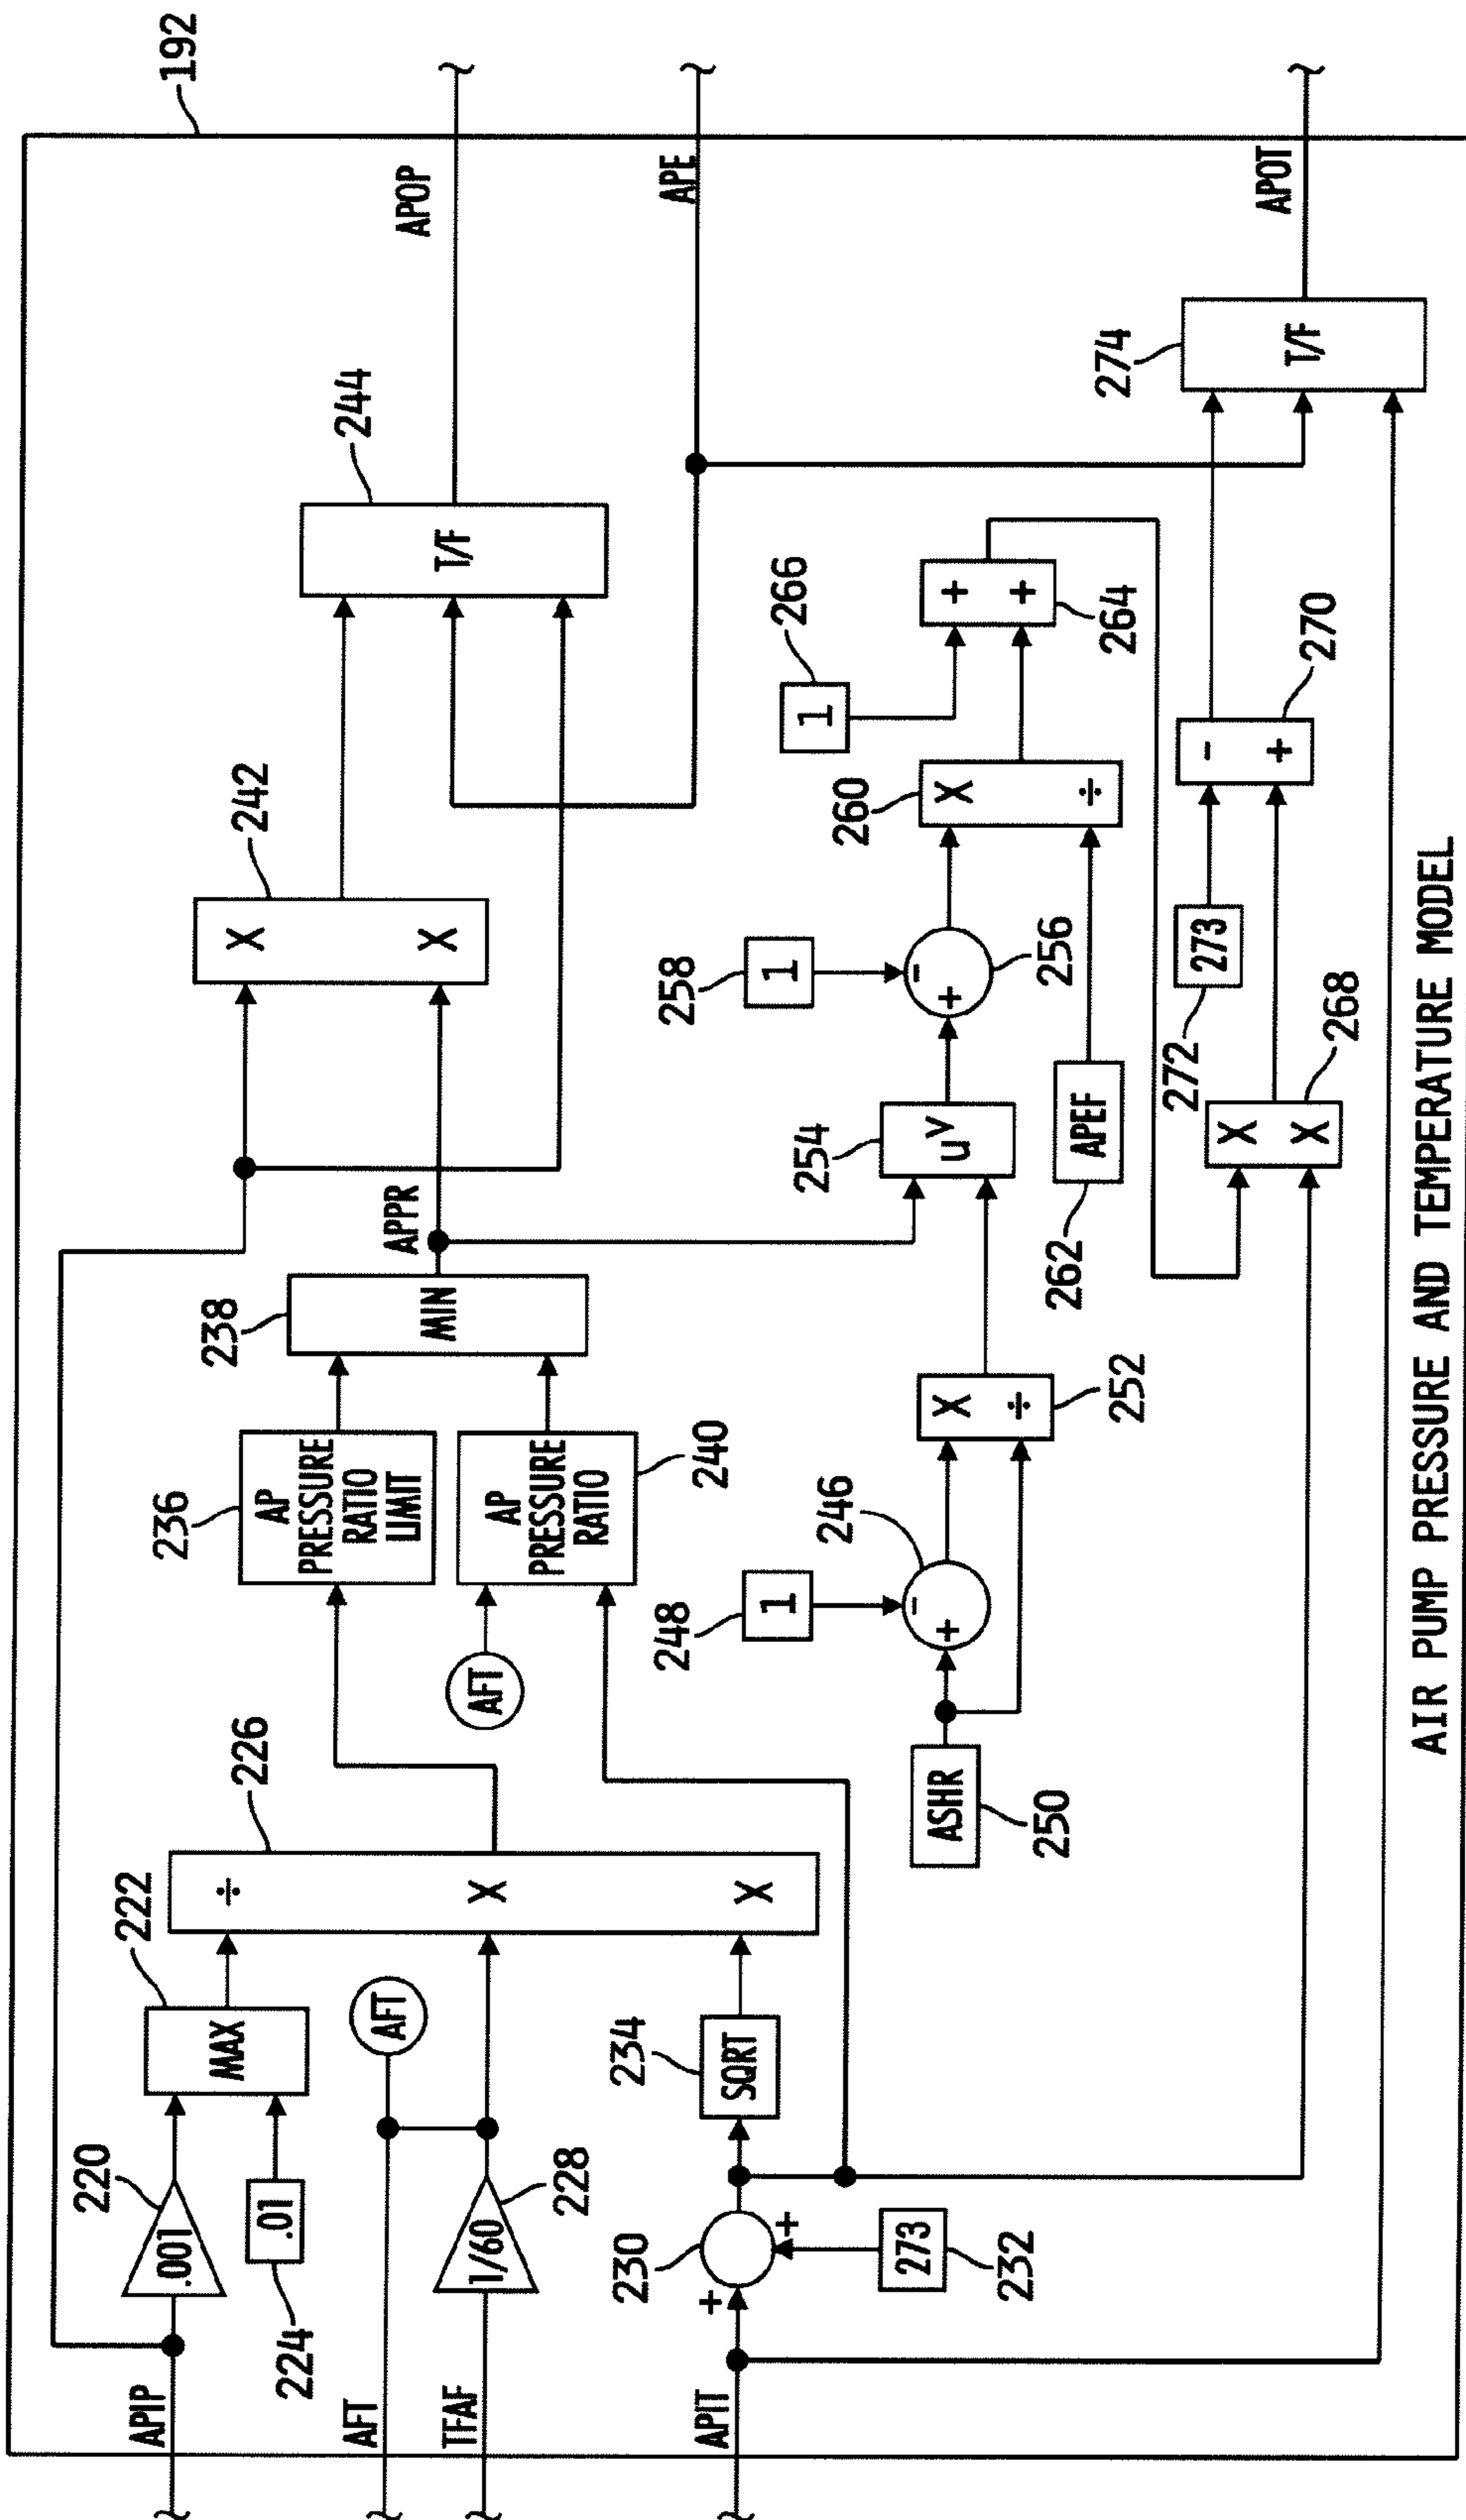 192
APOP
APE
APOT
244
T/F
274
T/F
242
X
X
266
1
+
+
264
260
X
÷
270
-
+
258
1
-
+
256
272
273
268
X
X
254
u^v
APEF
262
APPR
238
MIN
236
AP
PRESSURE
RATIO
LIMIT
AP
PRESSURE
RATIO
240
AFT
X
÷
252
246
248
1
-
+
ASHR
250
226
÷
X
X
222
MAX
AFT
234
SQRT
220
.001
.01
224
1/60
228
230
+
+
273
232
APIP
AFT
TFAF
APIT
AIR PUMP PRESSURE AND TEMPERATURE MODEL